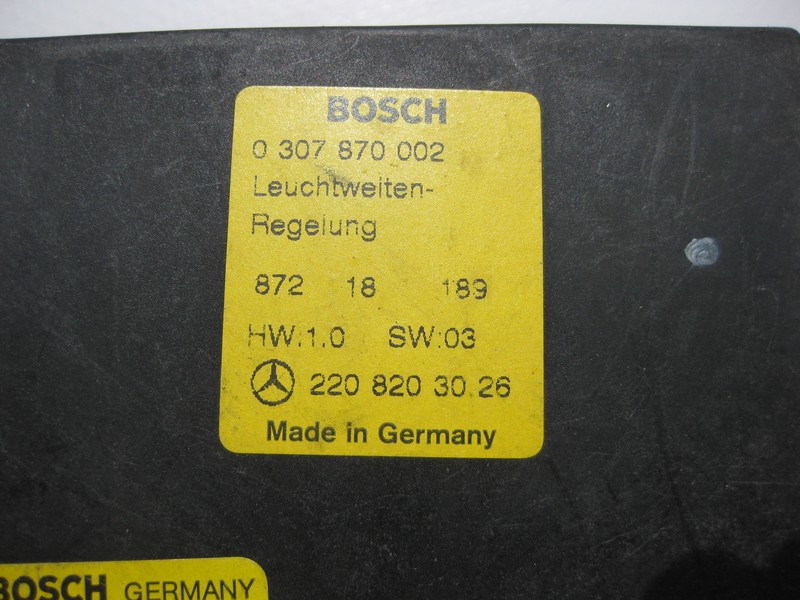 BOSCH
0 307 870 002
Leuchtweiten-
Regelung
872 18 189
HW:1.0 SW:03
220 820 30 26
Made in Germany
BOSCH GERMANY